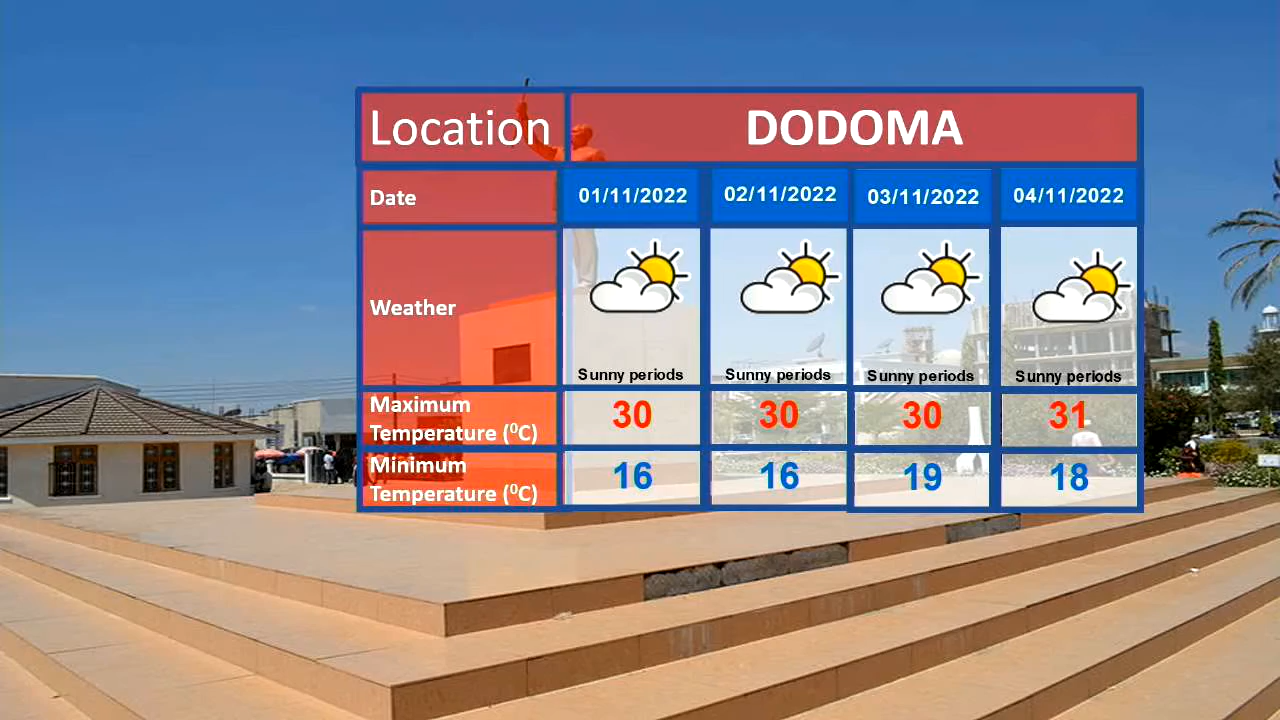 Location DODOMA
Date 01/11/2022 02/11/2022 03/11/2022 04/11/2022
Weather
Sunny periods Sunny periods Sunny periods Sunny periods
Maximum
Temperature (⁰C) 30 30 30 31
Minimum
Temperature (⁰C) 16 16 19 18